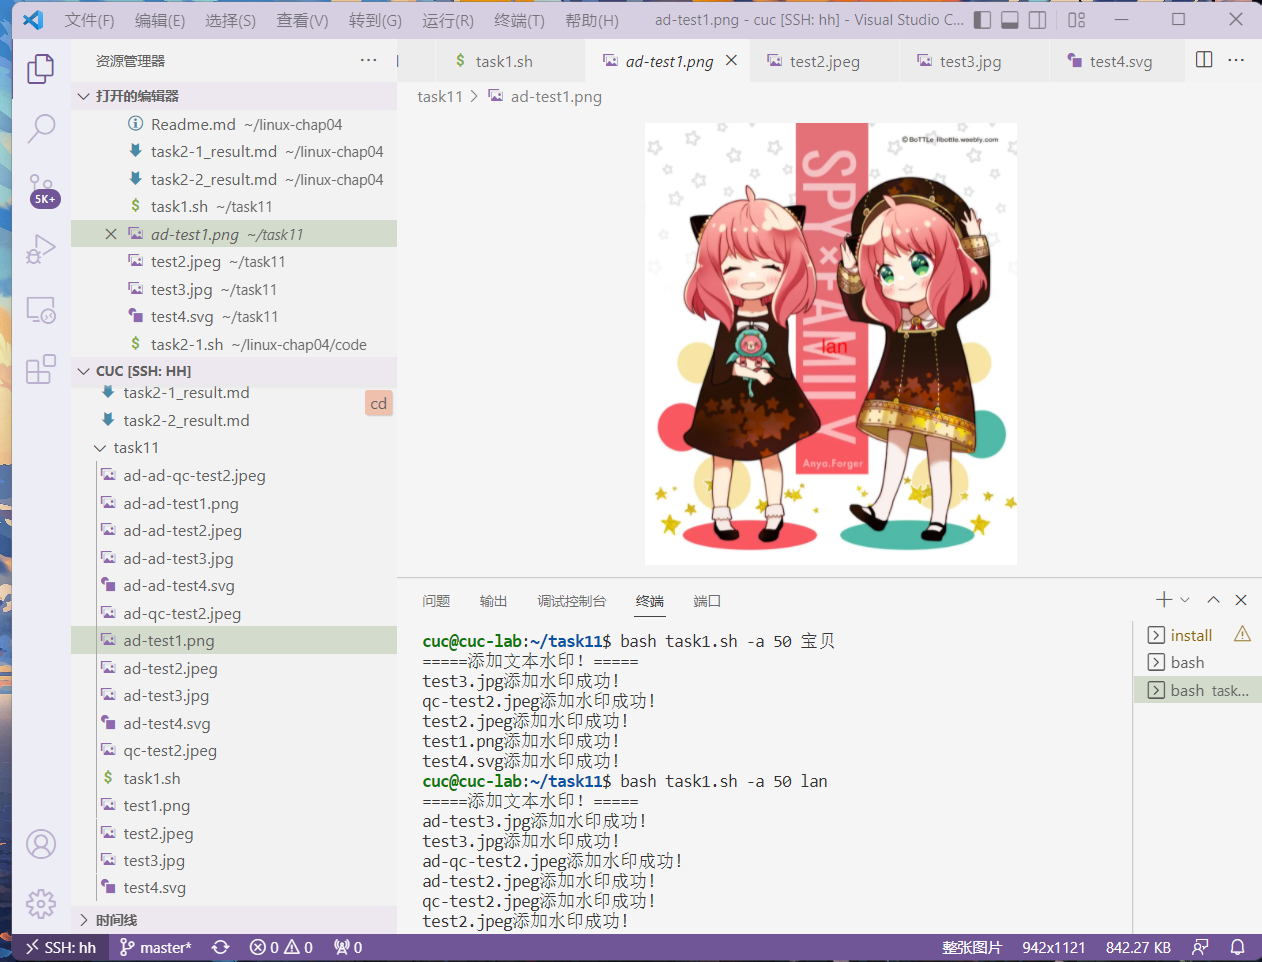 文件(F) 编辑(E) 选择(S) 查看(V) 转到(G) 运行(R) 终端(T) 帮助(H) ad-test1.png - cuc [SSH: hh] - Visual Studio C...
资源管理器 ...
打开的编辑器
Readme.md ~/linux-chap04
task2-1_result.md ~/linux-chap04
task2-2_result.md ~/linux-chap04
$ task1.sh ~/task11
ad-test1.png ~/task11
test2.jpeg ~/task11
test3.jpg ~/task11
test4.svg ~/task11
$ task2-1.sh ~/linux-chap04/code
CUC [SSH: HH]
task2-1_result.md
cd
task2-2_result.md
task11
ad-ad-qc-test2.jpeg
ad-ad-test1.png
ad-ad-test2.jpeg
ad-ad-test3.jpg
ad-ad-test4.svg
ad-qc-test2.jpeg
ad-test1.png
ad-test2.jpeg
ad-test3.jpg
ad-test4.svg
qc-test2.jpeg
$ task1.sh
test1.png
test2.jpeg
test3.jpg
test4.svg
时间线
5K+
$ task1.sh ad-test1.png test2.jpeg test3.jpg test4.svg ...
task11 > ad-test1.png
SPY×FAMILY
lan
Anya.Forger
问题 输出 调试控制台 终端 端口
cuc@cuc-lab:~/task11$ bash task1.sh -a 50 宝贝
=====添加文本水印！=====
test3.jpg添加水印成功！
qc-test2.jpeg添加水印成功！
test2.jpeg添加水印成功！
test1.png添加水印成功！
test4.svg添加水印成功！
cuc@cuc-lab:~/task11$ bash task1.sh -a 50 lan
=====添加文本水印！=====
ad-test3.jpg添加水印成功！
test3.jpg添加水印成功！
ad-qc-test2.jpeg添加水印成功！
ad-test2.jpeg添加水印成功！
qc-test2.jpeg添加水印成功！
test2.jpeg添加水印成功！
install
bash
bash task...
SSH: hh master* 0 0 0 整张图片 942x1121 842.27 KB